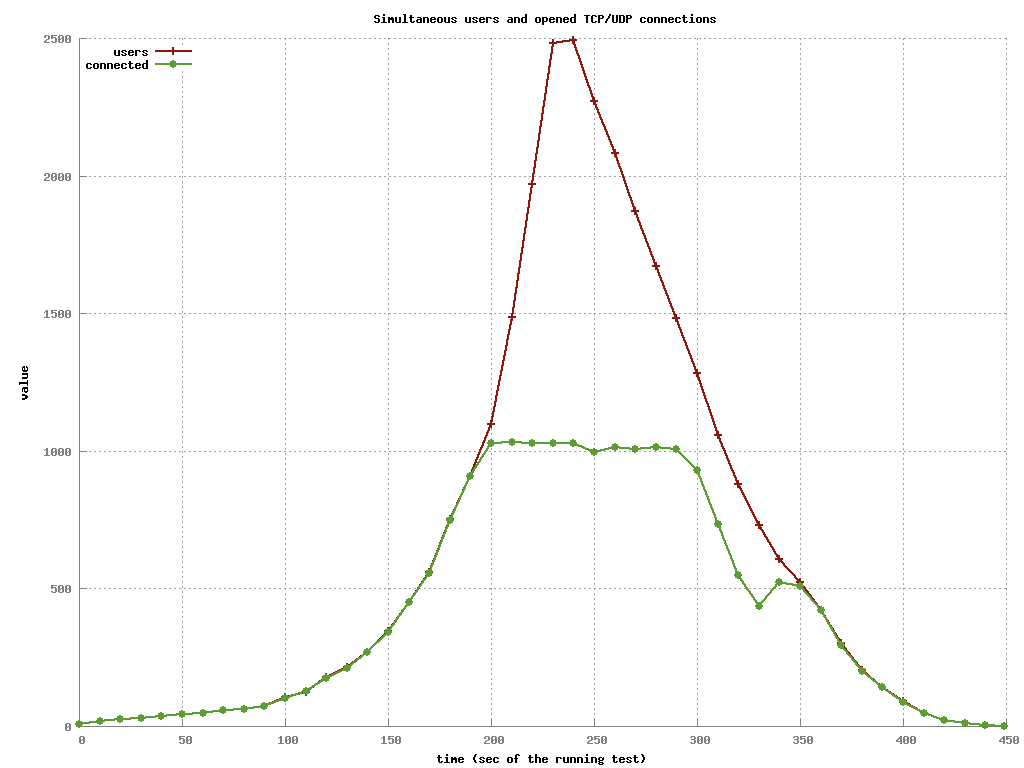 Simultaneous users and opened TCP/UDP connections
2500
users
connected
2000
1500
value
1000
500
0
0 50 100 150 200 250 300 350 400 450
time (sec of the running test)